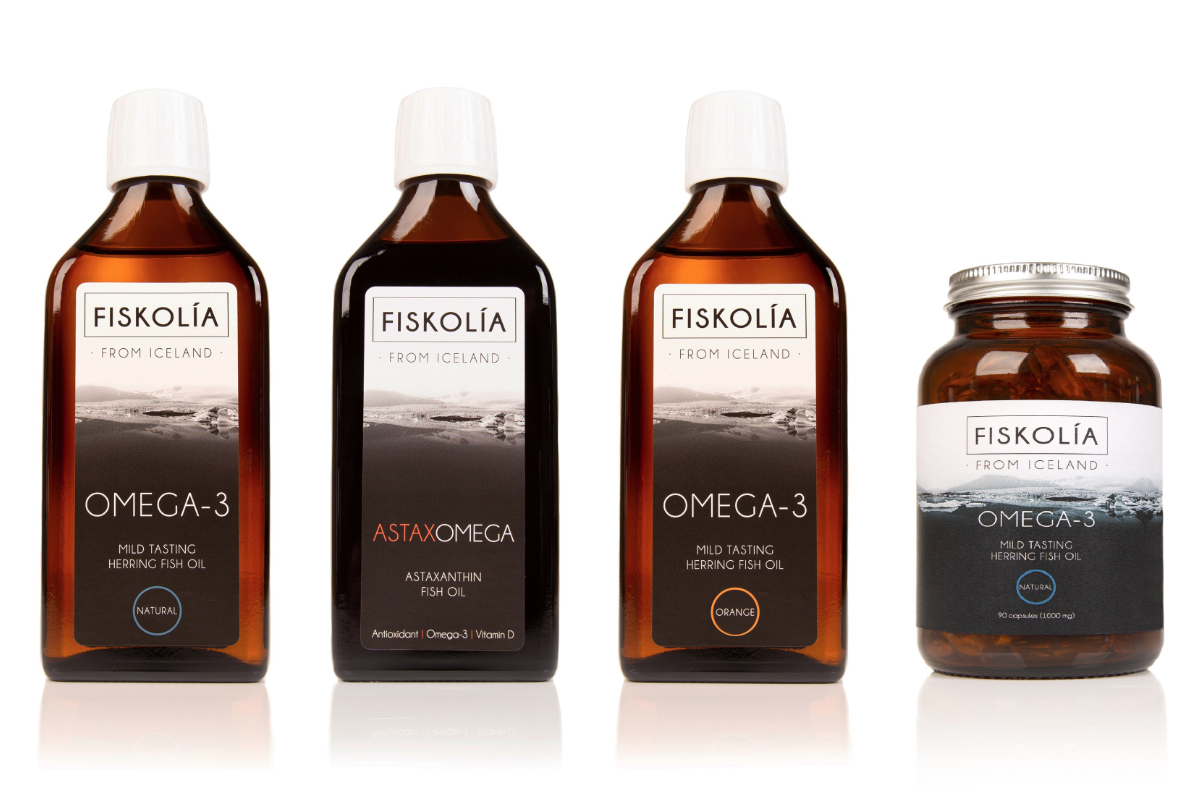 FISKOLÍA
· FROM ICELAND ·
OMEGA-3
MILD TASTING
HERRING FISH OIL
NATURAL
FISKOLÍA
· FROM ICELAND ·
ASTAXOMEGA
ASTAXANTHIN
FISH OIL
Antioxidant | Omega-3 | Vitamin D
FISKOLÍA
· FROM ICELAND ·
OMEGA-3
MILD TASTING
HERRING FISH OIL
ORANGE
FISKOLÍA
· FROM ICELAND ·
OMEGA-3
MILD TASTING
HERRING FISH OIL
NATURAL
90 capsules (1000 mg)